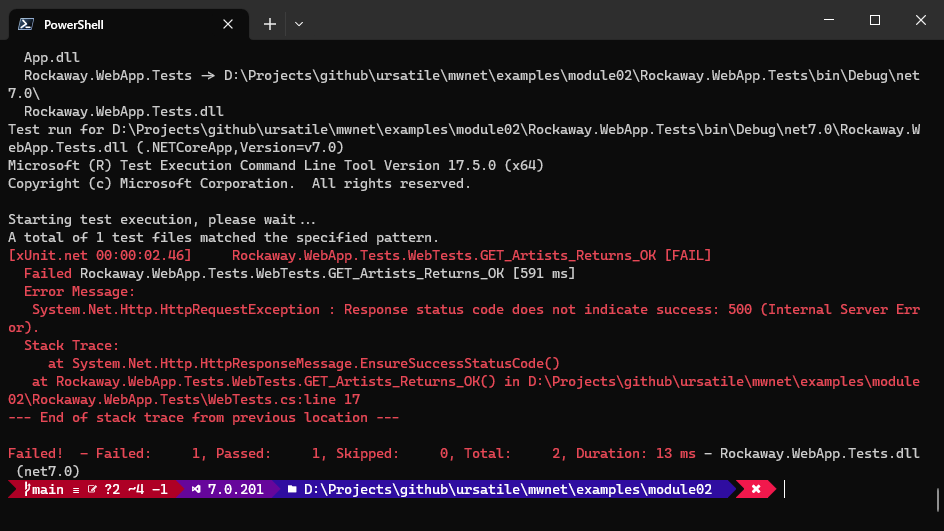 PowerShell
App.dll
Rockaway.WebApp.Tests -> D:\Projects\github\ursatile\mwnet\examples\module02\Rockaway.WebApp.Tests\bin\Debug\net
7.0\
Rockaway.WebApp.Tests.dll
Test run for D:\Projects\github\ursatile\mwnet\examples\module02\Rockaway.WebApp.Tests\bin\Debug\net7.0\Rockaway.W
ebApp.Tests.dll (.NETCoreApp,Version=v7.0)
Microsoft (R) Test Execution Command Line Tool Version 17.5.0 (x64)
Copyright (c) Microsoft Corporation.  All rights reserved.
Starting test execution, please wait...
A total of 1 test files matched the specified pattern.
[xUnit.net 00:00:02.46]     Rockaway.WebApp.Tests.WebTests.GET_Artists_Returns_OK [FAIL]
Failed Rockaway.WebApp.Tests.WebTests.GET_Artists_Returns_OK [591 ms]
Error Message:
System.Net.Http.HttpRequestException : Response status code does not indicate success: 500 (Internal Server Err
or).
Stack Trace:
at System.Net.Http.HttpResponseMessage.EnsureSuccessStatusCode()
at Rockaway.WebApp.Tests.WebTests.GET_Artists_Returns_OK() in D:\Projects\github\ursatile\mwnet\examples\module
02\Rockaway.WebApp.Tests\WebTests.cs:line 17
--- End of stack trace from previous location ---
Failed!  - Failed:     1, Passed:     1, Skipped:     0, Total:     2, Duration: 13 ms - Rockaway.WebApp.Tests.dll
(net7.0)
main ≡ ?2 ~4 -1 7.0.201 D:\Projects\github\ursatile\mwnet\examples\module02